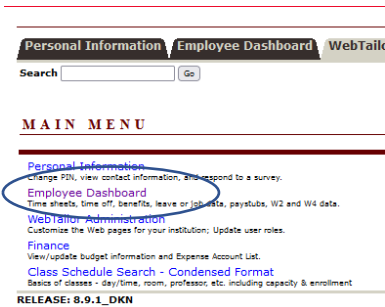 Personal Information Employee Dashboard WebTailo
Search Go
MAIN MENU
Personal Information
Change PIN, view contact information, and respond to a survey.
Employee Dashboard
Time sheets, time off, benefits, leave or job data, paystubs, W2 and W4 data.
WebTailor Administration
Customize the Web pages for your institution; Update user roles.
Finance
View/update budget information and Expense Account List.
Class Schedule Search - Condensed Format
Basics of classes - day/time, room, professor, etc. including capacity & enrollment
RELEASE: 8.9.1_DKN